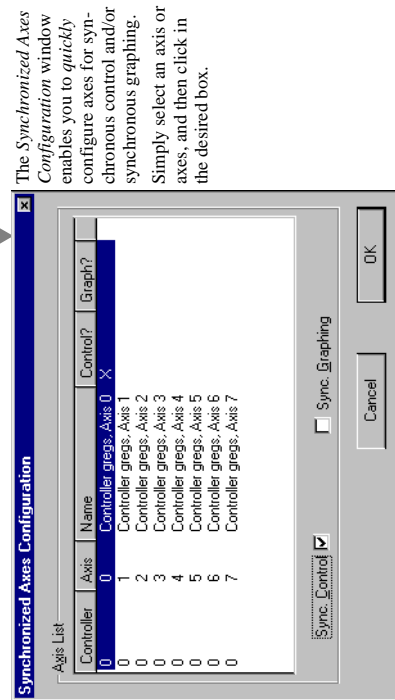 The Synchronized Axes
Configuration window
enables you to quickly
configure axes for syn-
chronous control and/or
synchronous graphing.
Simply select an axis or
axes, and then click in
the desired box.
Synchronized Axes Configuration
Axis List
Controller Axis Name Control? Graph?
0 0 Controller gregs, Axis 0 X
0 1 Controller gregs, Axis 1
0 2 Controller gregs, Axis 2
0 3 Controller gregs, Axis 3
0 4 Controller gregs, Axis 4
0 5 Controller gregs, Axis 5
0 6 Controller gregs, Axis 6
0 7 Controller gregs, Axis 7
Sync. Control Sync. Graphing
Cancel OK